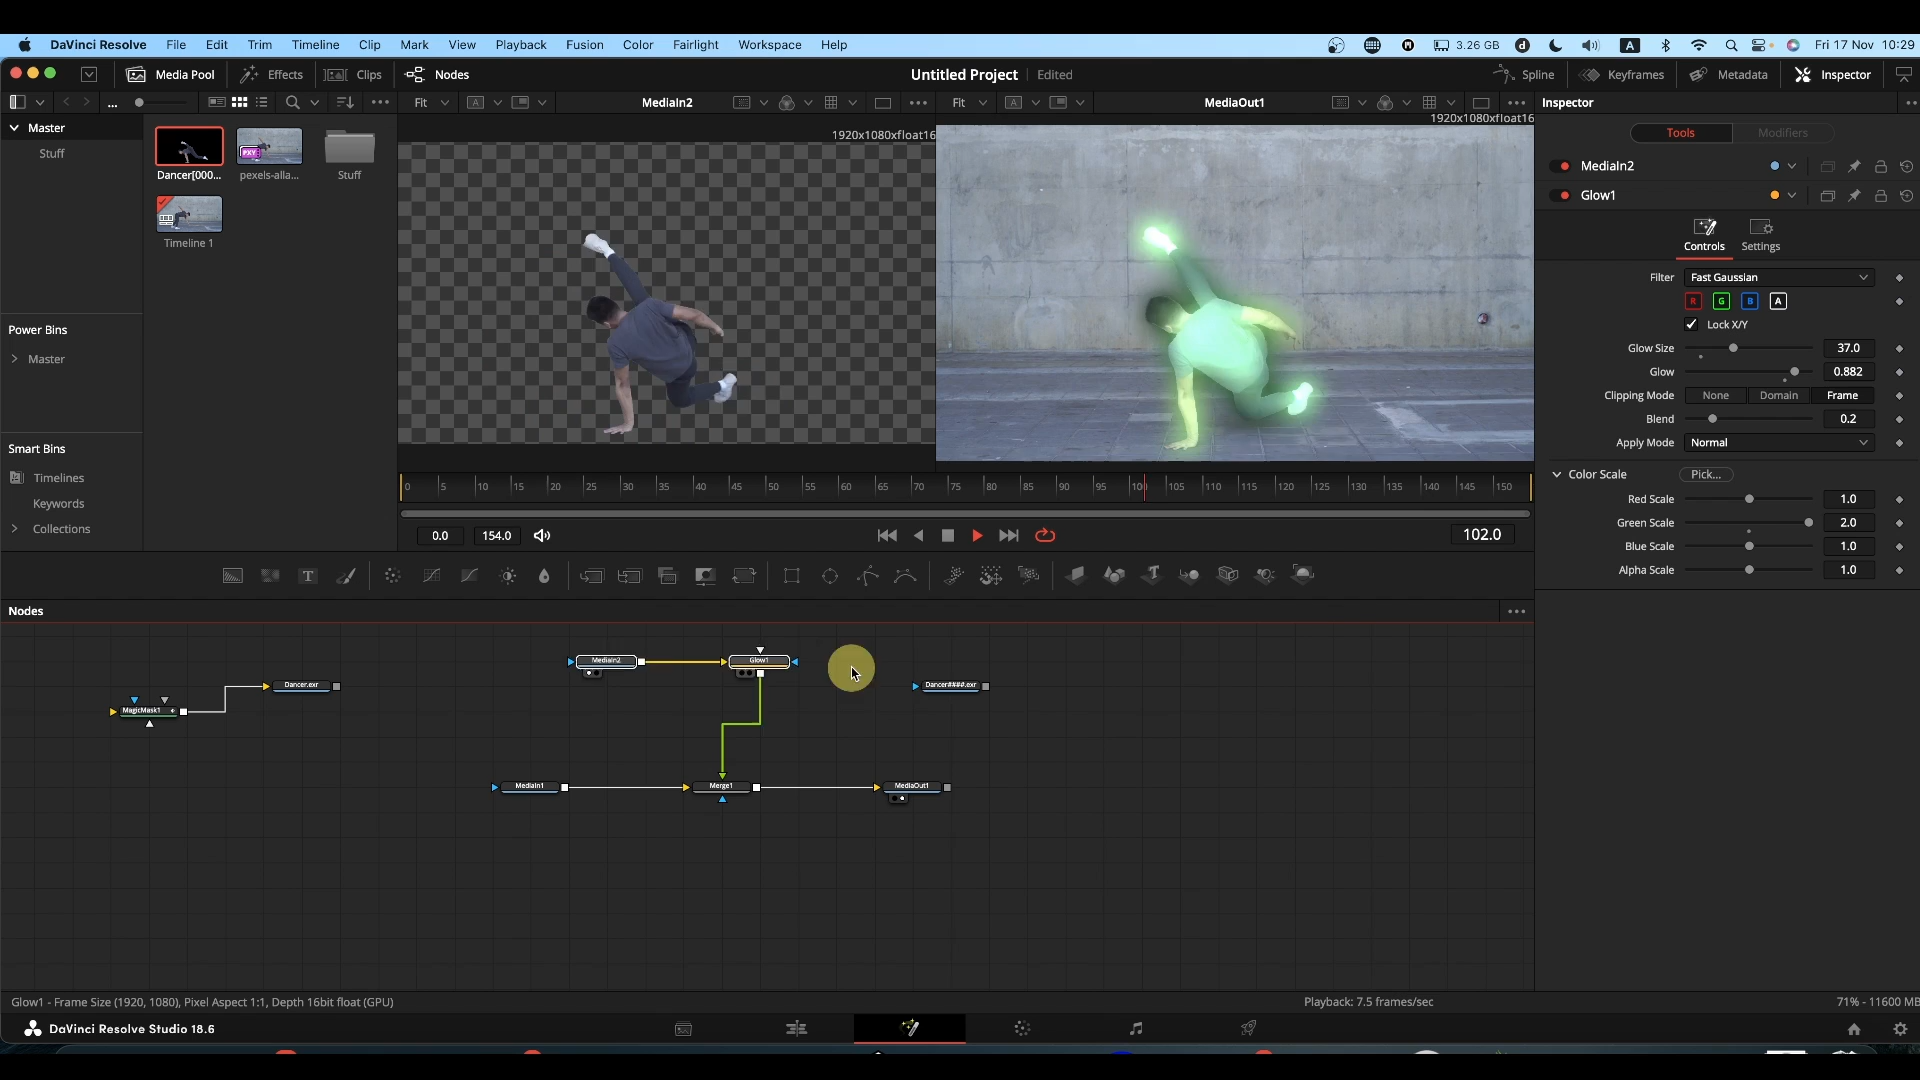 DaVinci Resolve File Edit Trim Timeline Clip Mark View Playback Fusion Color Fairlight Workspace Help 3.26 GB A Fri 17 Nov 10:29
Media Pool Effects Clips Nodes Untitled Project Edited Spline Keyframes Metadata Inspector
... Fit A MediaIn2 Fit A MediaOut1 Inspector
Master
Stuff
Dancer[000...
PXY
pexels-alla...
Stuff
Timeline 1
Power Bins
Master
Smart Bins
Timelines
Keywords
Collections
1920x1080xfloat16
1920x1080xfloat16
Tools Modifiers
MediaIn2
Glow1
Controls Settings
Filter Fast Gaussian
R G B A
Lock X/Y
Glow Size 37.0
Glow 0.882
Clipping Mode None Domain Frame
Blend 0.2
Apply Mode Normal
Color Scale Pick...
Red Scale 1.0
Green Scale 2.0
Blue Scale 1.0
Alpha Scale 1.0
0 5 10 15 20 25 30 35 40 45 50 55 60 65 70 75 80 85 90 95 100 105 110 115 120 125 130 135 140 145 150
0.0 154.0 102.0
T
Nodes
MediaIn2 Glow1
Dancer.exr Dancer####.exr
MagicMask1
MediaIn1 Merge1 MediaOut1
Glow1 - Frame Size (1920, 1080), Pixel Aspect 1:1, Depth 16bit float (GPU) Playback: 7.5 frames/sec 71% - 11600 MB
DaVinci Resolve Studio 18.6